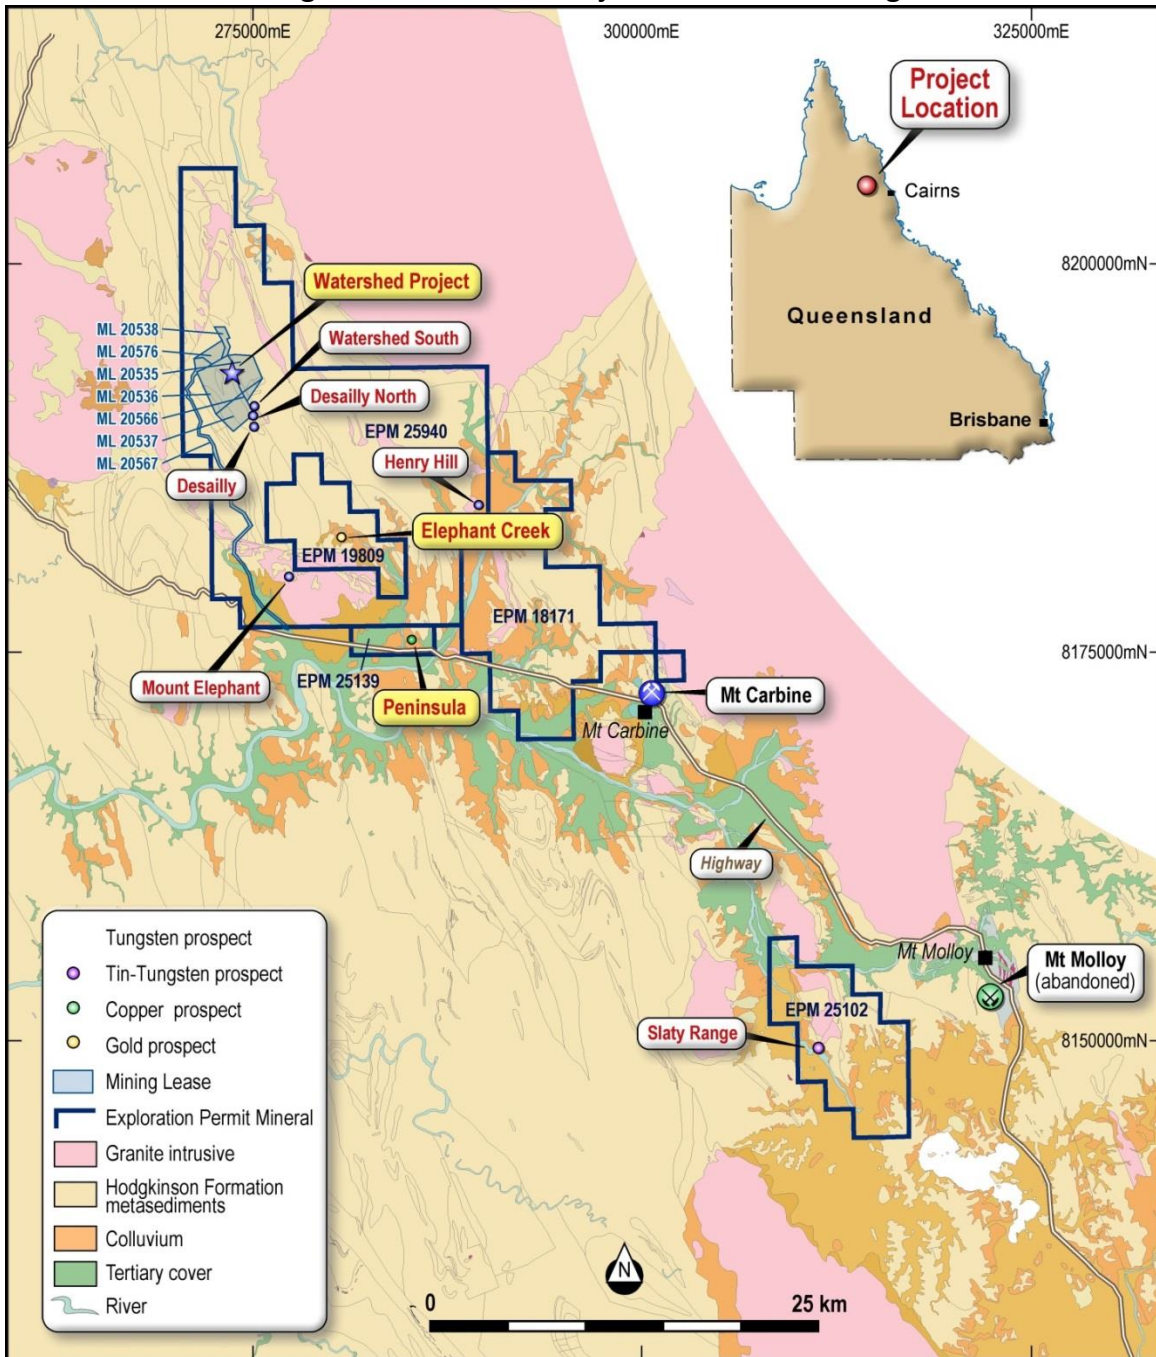 275000mE
300000mE
325000mE
Project
Location
Cairns
8200000mN
Queensland
Brisbane
Watershed Project
ML 20538
ML 20576
ML 20535
ML 20536
ML 20566
ML 20537
ML 20567
Watershed South
Desailly North
EPM 25940
Henry Hill
Desailly
Elephant Creek
EPM 19809
EPM 18171
8175000mN
Mount Elephant
EPM 25139
Peninsula
Mt Carbine
Mt Carbine
Highway
Mt Molloy
Mt Molloy
(abandoned)
EPM 25102
Slaty Range
8150000mN
Tungsten prospect
Tin-Tungsten prospect
Copper prospect
Gold prospect
Mining Lease
Exploration Permit Mineral
Granite intrusive
Hodgkinson Formation
metasediments
Colluvium
Tertiary cover
River
N
0
25 km